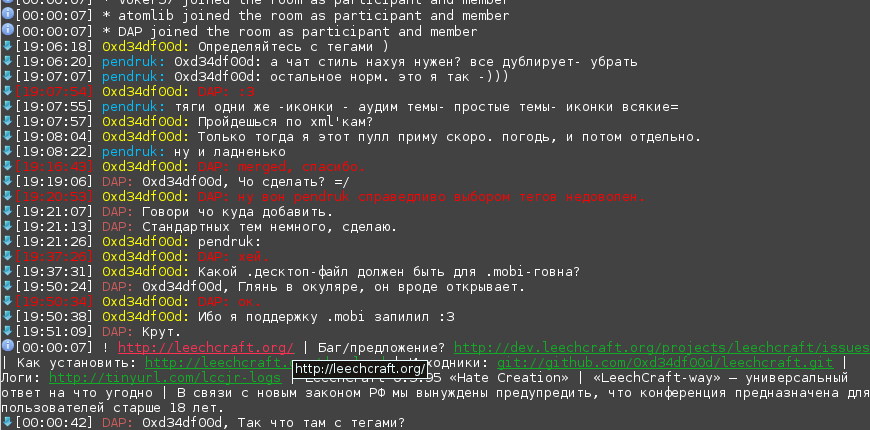 [00:00:07] * Voker57 joined the room as participant and member
[00:00:07] * atomlib joined the room as participant and member
[00:00:07] * DAP joined the room as participant and member
[19:06:18] 0xd34df00d: Определяйтесь с тегами )
[19:06:20] pendruk: 0xd34df00d: а чат стиль нахуя нужен? все дублирует- убрать
[19:07:07] pendruk: 0xd34df00d: остальное норм. это я так -)))
[19:07:54] 0xd34df00d: DAP: :3
[19:07:55] pendruk: тяги одни же -иконки - аудим темы- простые темы- иконки всякие=
[19:07:57] 0xd34df00d: Пройдешься по xml'кам?
[19:08:04] 0xd34df00d: Только тогда я этот пулл приму скоро. погодь, и потом отдельно.
[19:08:22] pendruk: ну и ладненько
[19:16:43] 0xd34df00d: DAP: merged, спасибо.
[19:19:06] DAP: 0xd34df00d, Чо сделать? =/
[19:20:53] 0xd34df00d: DAP: ну вон pendruk справедливо выбором тегов недоволен.
[19:21:07] DAP: Говори чо куда добавить.
[19:21:13] DAP: Стандартных тем немного, сделаю.
[19:21:26] 0xd34df00d: pendruk:
[19:37:26] 0xd34df00d: DAP: хей.
[19:37:31] 0xd34df00d: Какой .десктоп-файл должен быть для .mobi-говна?
[19:50:24] DAP: 0xd34df00d, Глянь в окуляре, он вроде открывает.
[19:50:34] 0xd34df00d: DAP: ок.
[19:50:38] 0xd34df00d: Ибо я поддержку .mobi запилил :3
[19:51:09] DAP: Крут.
[00:00:07] ! http://leechcraft.org/ | Баг/предложение? http://dev.leechcraft.org/projects/leechcraft/issues
| Как установить: http://leechcraft. ходники: git://github.com/0xd34df00d/leechcraft.git |
Логи: http://tinyurl.com/lccjr-logs | LeechCraft 0.5.95 «Hate Creation» | «LeechCraft-way» — универсальный
http://leechcraft.org/
ответ на что угодно | В связи с новым законом РФ мы вынуждены предупредить, что конференция предназначена для
пользователей старше 18 лет.
[00:00:42] DAP: 0xd34df00d, Так что там с тегами?